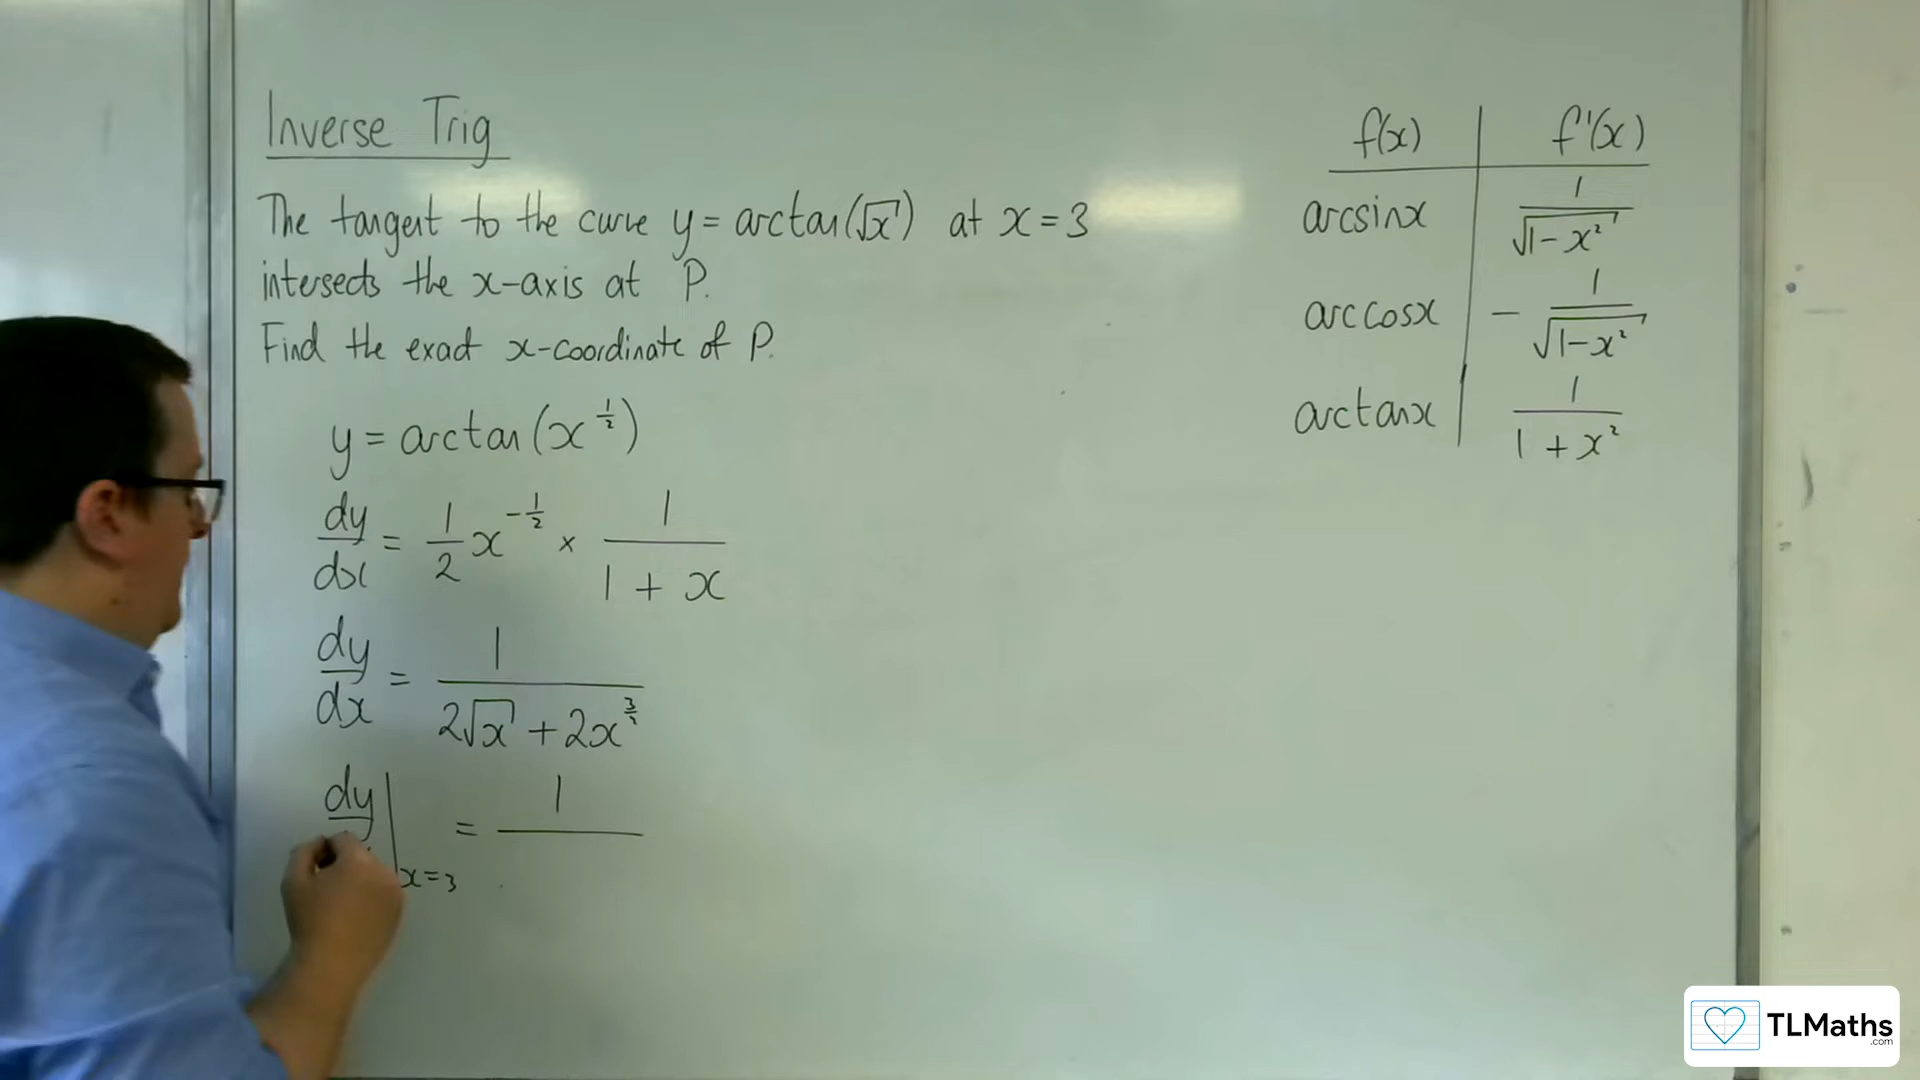 Inverse Trig
The tangent to the curve y = arctan(√x) at x = 3
intersects the x-axis at P.
Find the exact x-coordinate of P.
y = arctan(x^(1/2))
dy/dx = 1/2 x^(-1/2) × 1/(1 + x)
dy/dx = 1/(2√x + 2x^(3/2))
dy | x=3 = 1
f(x) | f'(x)
arcsinx | 1/√(1-x²)
arccosx | - 1/√(1-x²)
arctanx | 1/(1 + x²)
TLMaths
.com